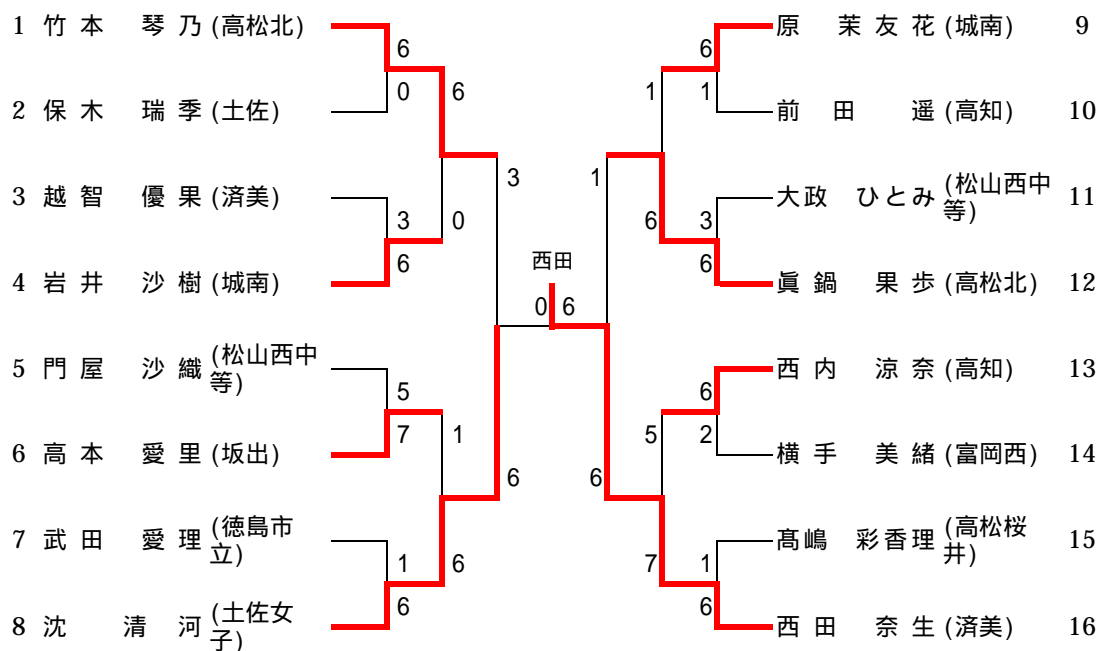 1 竹本 琴乃 (高松北)
6
0
2 保木 瑞季 (土佐)
6
3 越智 優果 (済美)
3
6
0
4 岩井 沙樹 (城南)
3
5 門屋 沙織 (松山西中
等)
5
7
1
6 高本 愛里 (坂出)
6
7 武田 愛理 (徳島市
立)
1
6
6
8 沈 清河 (土佐女
子)
西田
0 6
原 茉友花 (城南) 9
6
1
1
前田 遥 (高知) 10
1
大政 ひとみ (松山西中
等) 11
6
3
6
眞鍋 果歩 (高松北) 12
西内 涼奈 (高知) 13
6
5
2
横手 美緒 (富岡西) 14
6
髙嶋 彩香理 (高松桜
井) 15
7
1
6
西田 奈生 (済美) 16